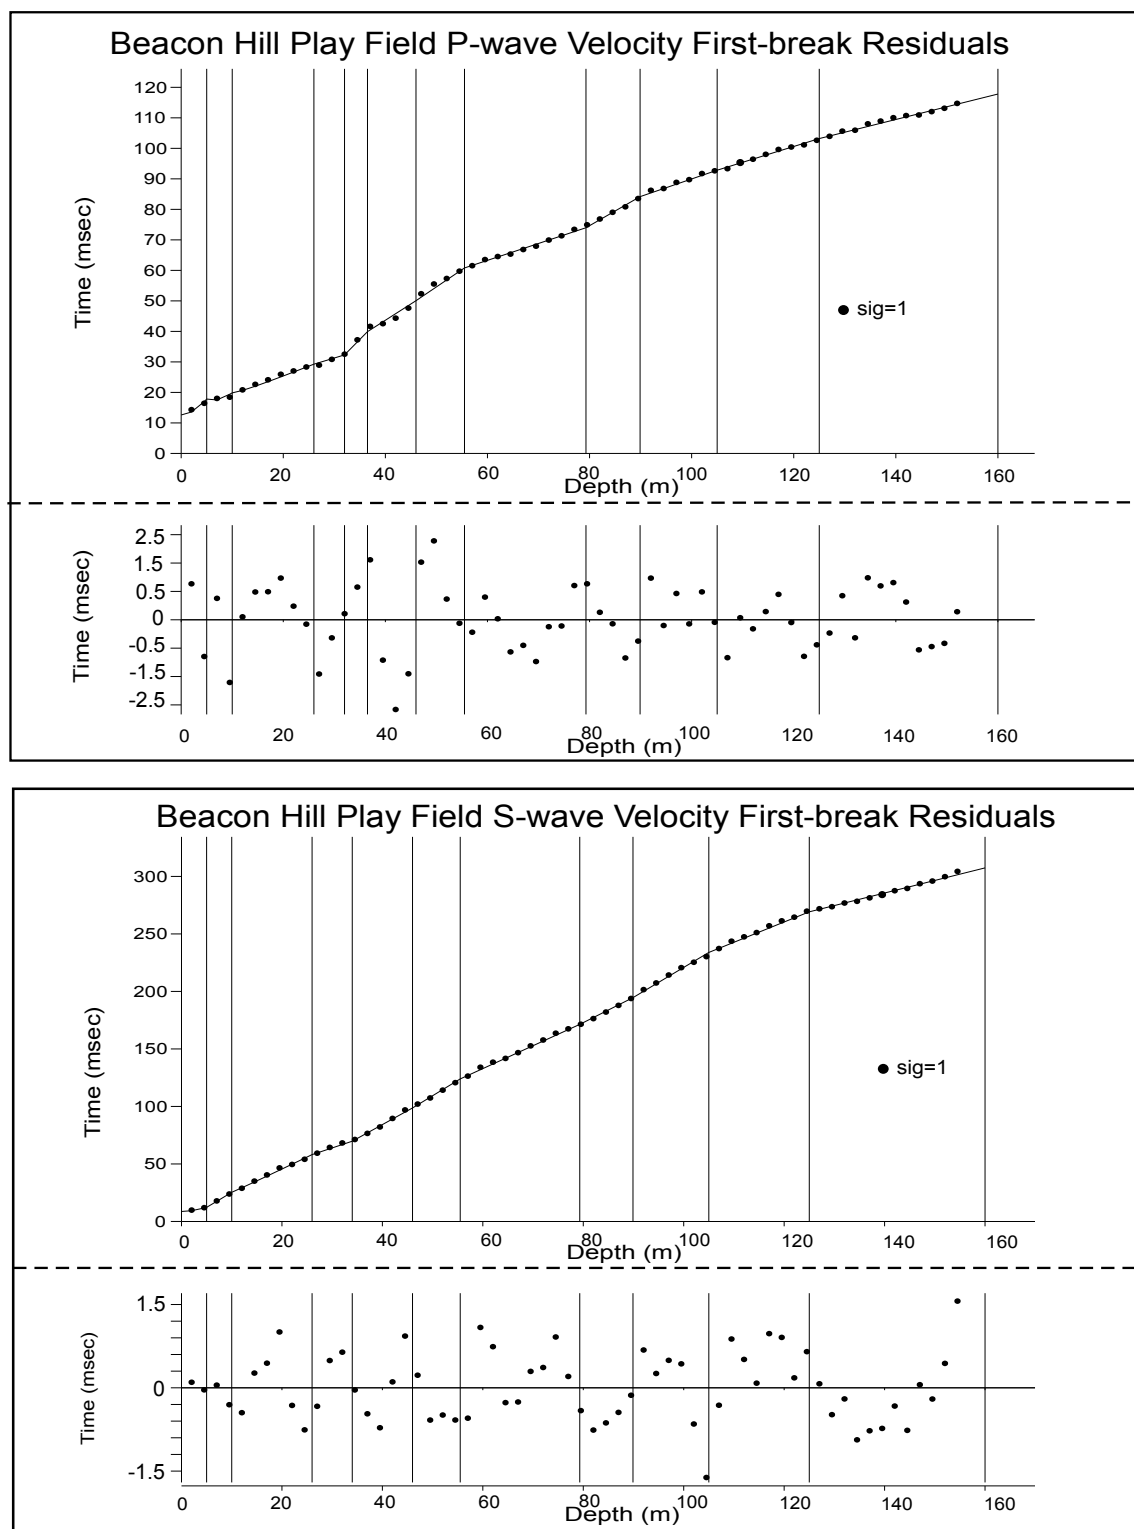 Beacon Hill Play Field P-wave Velocity First-break Residuals
120
110
100
90
80
70
60
50
40
30
20
10
0
Time (msec)
sig=1
0 20 40 60 80 100 120 140 160
Depth (m)
2.5
1.5
0.5
0
-0.5
-1.5
-2.5
Time (msec)
0 20 40 60 80 100 120 140 160
Depth (m)
Beacon Hill Play Field S-wave Velocity First-break Residuals
300
250
200
150
100
50
0
Time (msec)
sig=1
0 20 40 60 80 100 120 140 160
Depth (m)
1.5
0
-1.5
Time (msec)
0 20 40 60 80 100 120 140 160
Depth (m)